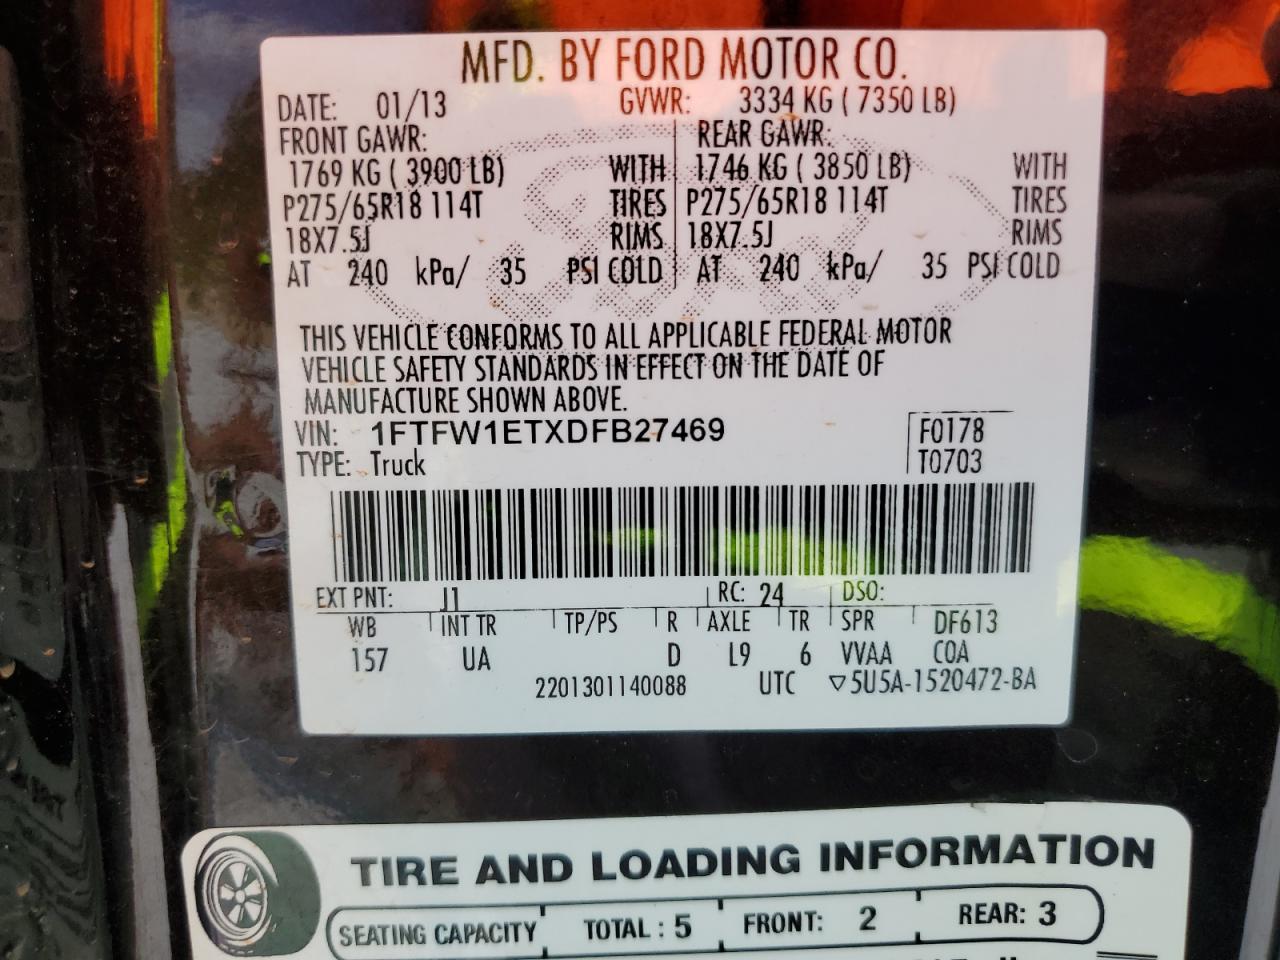 MFD. BY FORD MOTOR CO.
DATE: 01/13 GVWR: 3334 KG ( 7350 LB)
FRONT GAWR: REAR GAWR:
1769 KG ( 3900 LB) WITH 1746 KG ( 3850 LB) WITH
P275/65R18 114T TIRES P275/65R18 114T TIRES
18X7.5J RIMS 18X7.5J RIMS
AT 240 kPa/ 35 PSI COLD AT 240 kPa/ 35 PSI COLD
THIS VEHICLE CONFORMS TO ALL APPLICABLE FEDERAL MOTOR
VEHICLE SAFETY STANDARDS IN EFFECT ON THE DATE OF
MANUFACTURE SHOWN ABOVE.
VIN: 1FTFW1ETXDFB27469 F0178
TYPE: Truck T0703
EXT PNT: J1 RC: 24 DSO:
WB INT TR TP/PS R AXLE TR SPR DF613
157 UA D L9 6 VVAA COA
2201301140088 UTC ▽5U5A-1520472-BA
TIRE AND LOADING INFORMATION
SEATING CAPACITY TOTAL : 5 FRONT: 2 REAR: 3